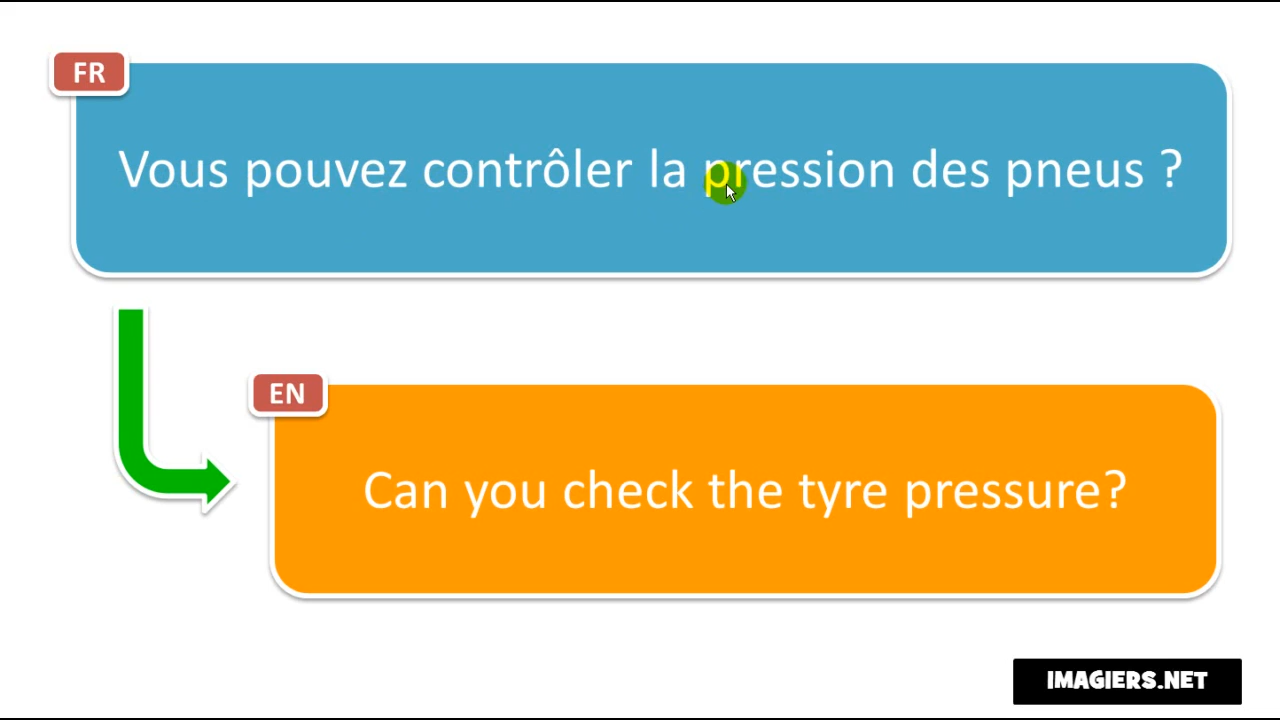 FR
Vous pouvez contrôler la pression des pneus ?
EN
Can you check the tyre pressure?
IMAGIERS.NET